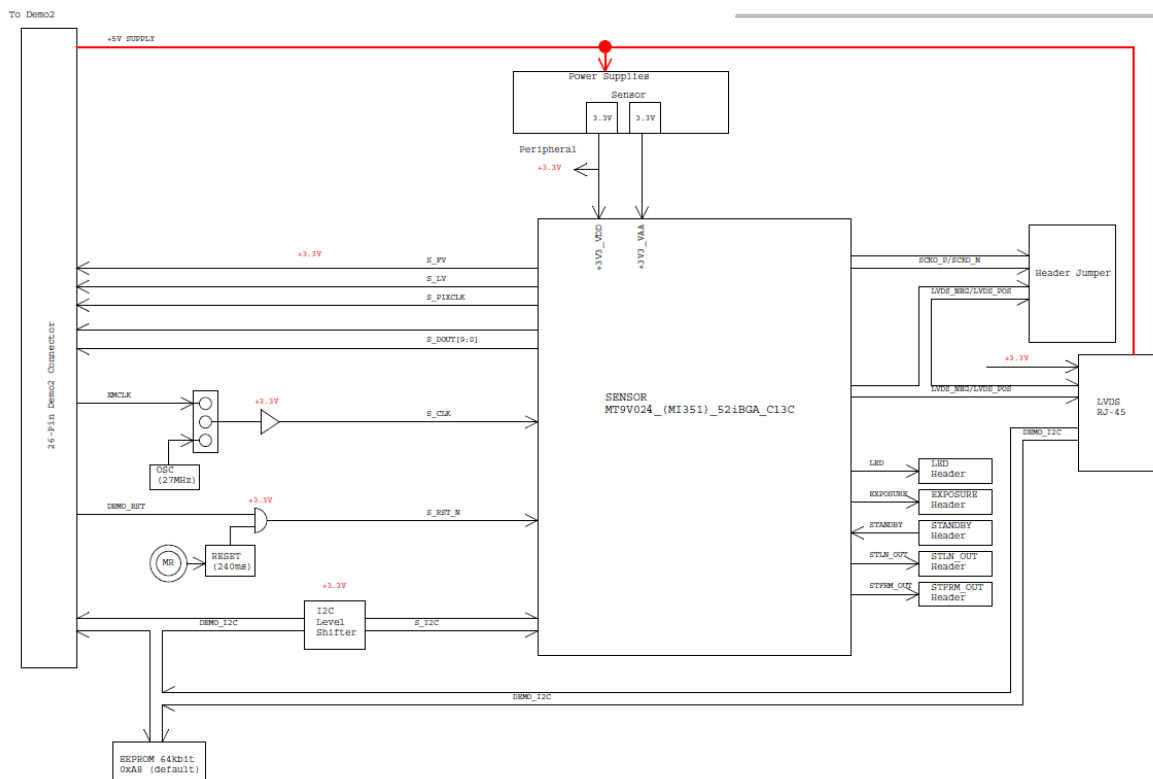 To Demo2
+5V SUPPLY
Power Supplies
Sensor
3.3V
3.3V
Peripheral
+3.3V
+3V3_VDD
+3V3_VAA
+3.3V
S_FV
S_LV
S_PIXCLK
S_DOUT[9:0]
26-Pin Demo2 Connector
SCKO_P/SCKO_N
Header Jumper
LVDS_NEG/LVDS_POS
+3.3V
LVDS_NEG/LVDS_POS
LVDS
RJ-45
DEMO_I2C
XMCLK
+3.3V
S_CLK
OSC
(27MHz)
SENSOR
MT9V024_(MI351)_52iBGA_C13C
LED
LED
Header
EXPOSURE
EXPOSURE
Header
STANDBY
STANDBY
Header
STLN_OUT
STLN_OUT
Header
STFRM_OUT
STFRM_OUT
Header
DEMO_RST
+3.3V
S_RST_N
MR
RESET
(240ms)
+3.3V
I2C
Level
Shifter
DEMO_I2C
S_I2C
DEMO_I2C
EEPROM 64kbit
0xA8 (default)